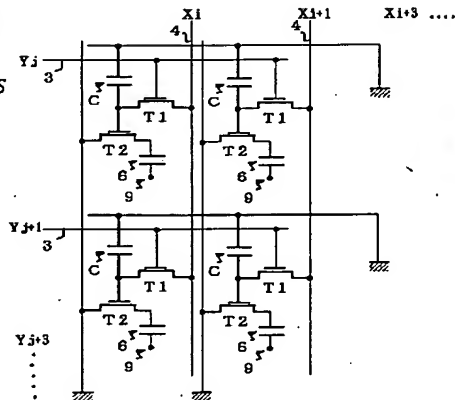 Xi Xi+1 Xi+3 ....
4 4
Yj
3
S
C C
T1 T1
T2 T2
6 6
9 9
Yj+1
3
C C
T1 T1
T2 T2
6 6
9 9
Yj+3